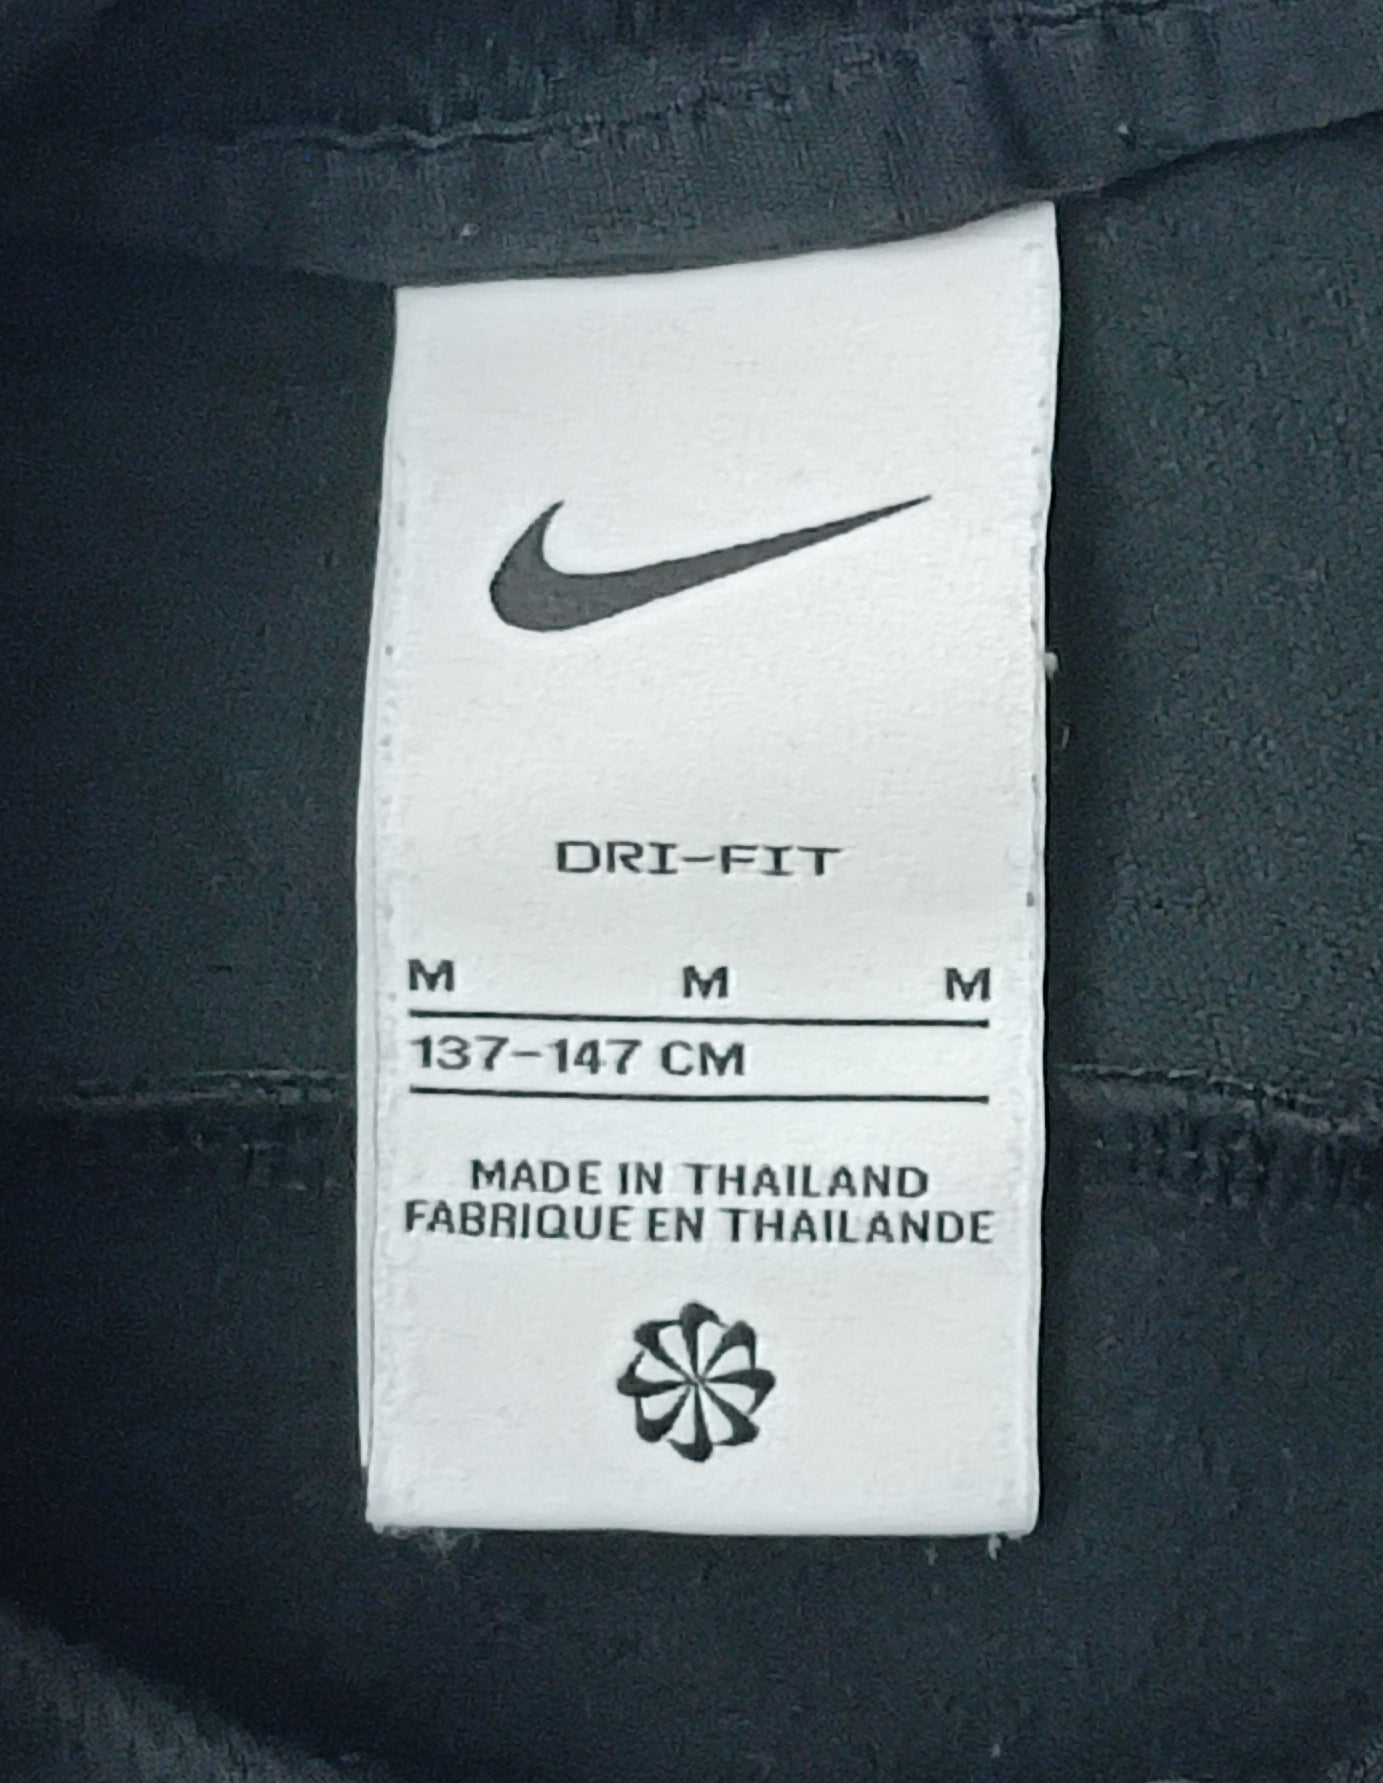 DRI-FIT
M M M
137-147 CM
MADE IN THAILAND
FABRIQUE EN THAILANDE